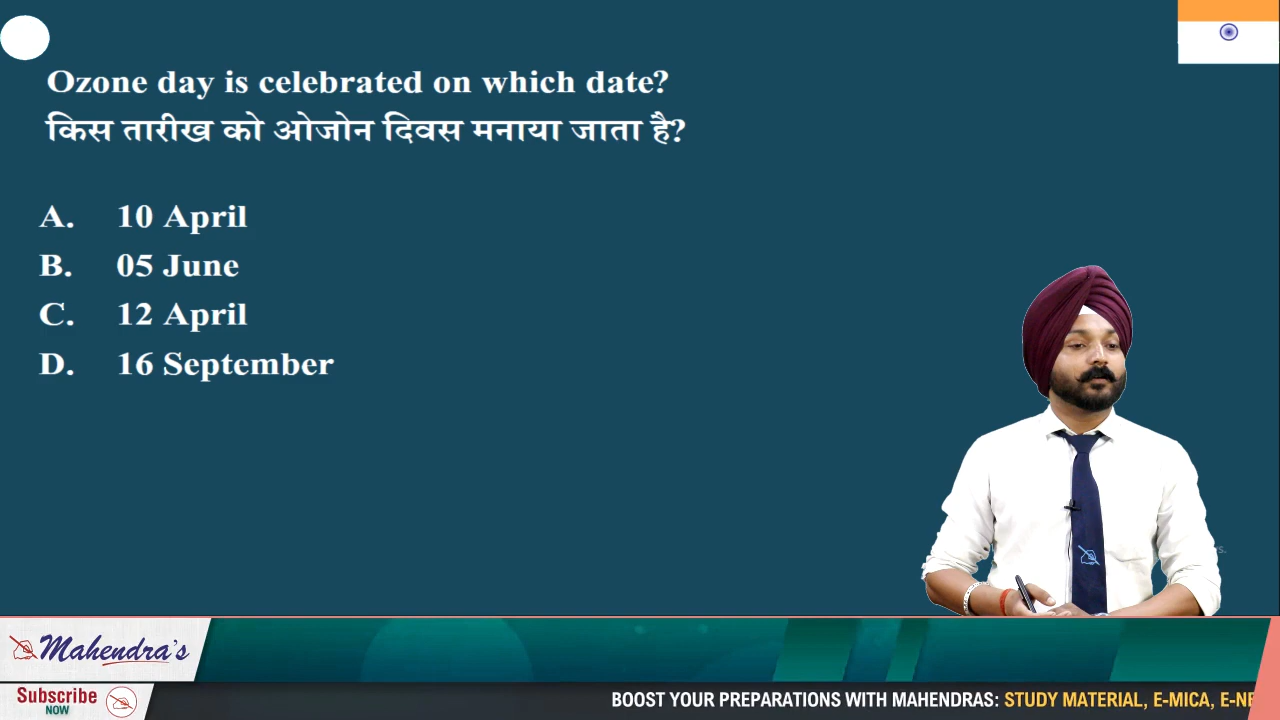 Ozone day is celebrated on which date?
किस तारीख को ओजोन दिवस मनाया जाता है?
A. 10 April
B. 05 June
C. 12 April
D. 16 September
Mahendra's
Subscribe
NOW
BOOST YOUR PREPARATIONS WITH MAHENDRAS: STUDY MATERIAL, E-MICA,